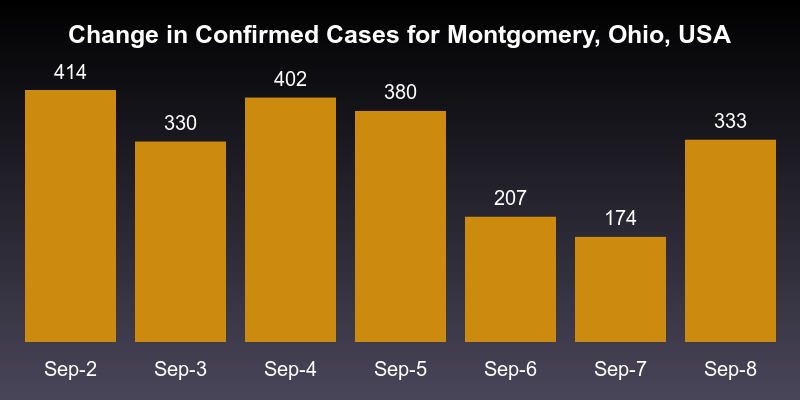 Change in Confirmed Cases for Montgomery, Ohio, USA
414
330
402
380
207
174
333
Sep-2
Sep-3
Sep-4
Sep-5
Sep-6
Sep-7
Sep-8